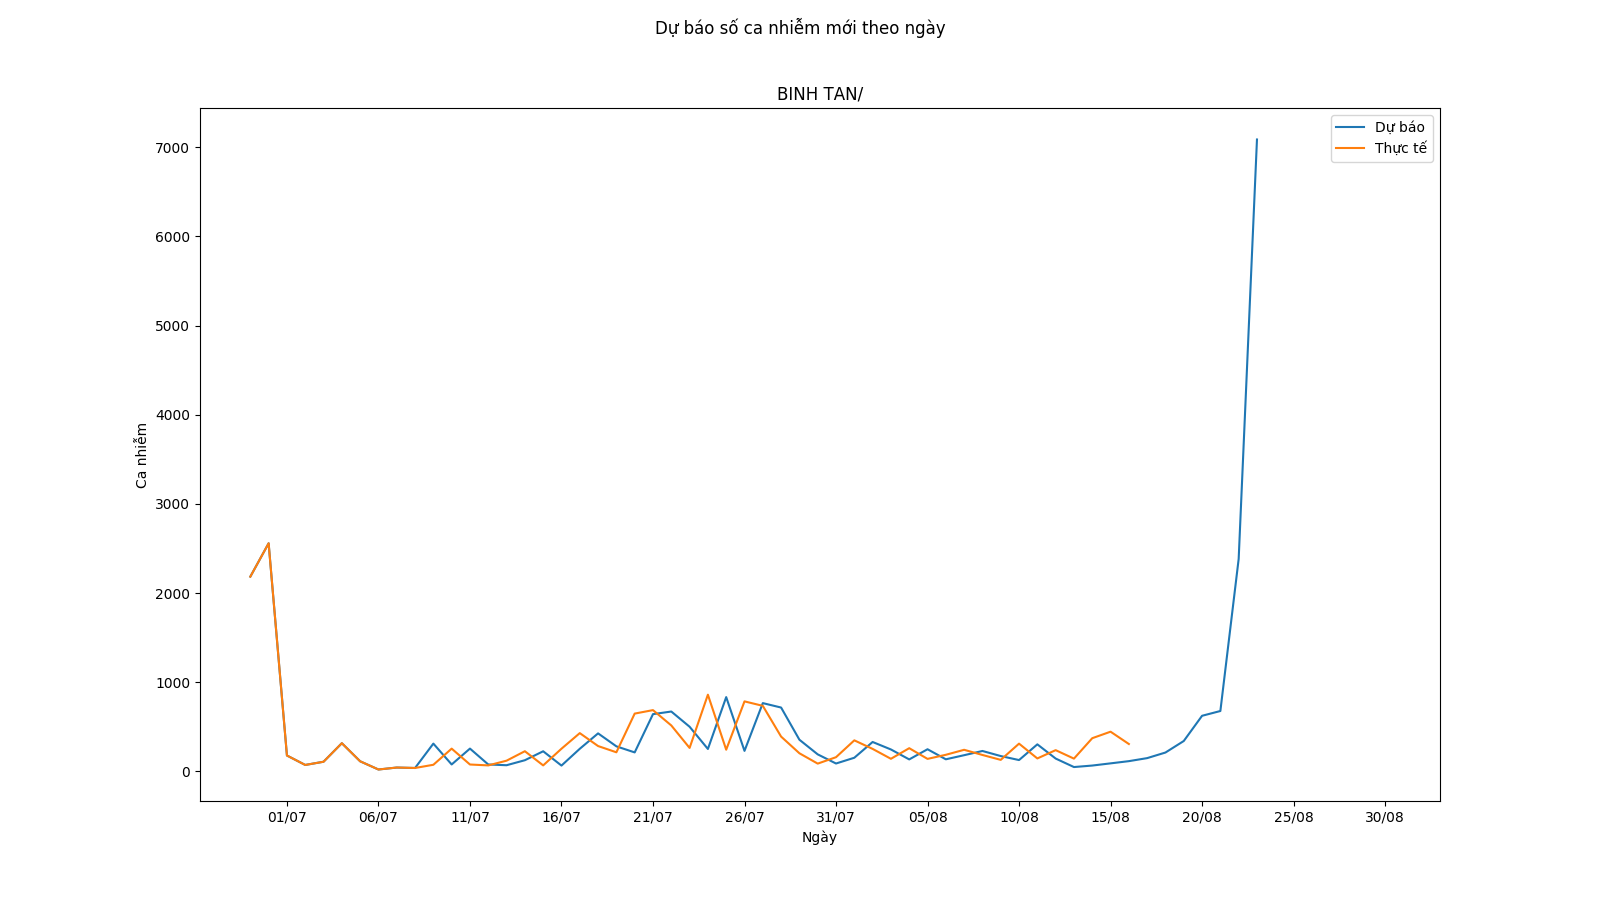 Dự báo số ca nhiễm mới theo ngày
BINH TAN/
Dự báo
Thực tế
7000
6000
5000
4000
3000
2000
1000
0
Ca nhiễm
01/07 06/07 11/07 16/07 21/07 26/07 31/07 05/08 10/08 15/08 20/08 25/08 30/08
Ngày